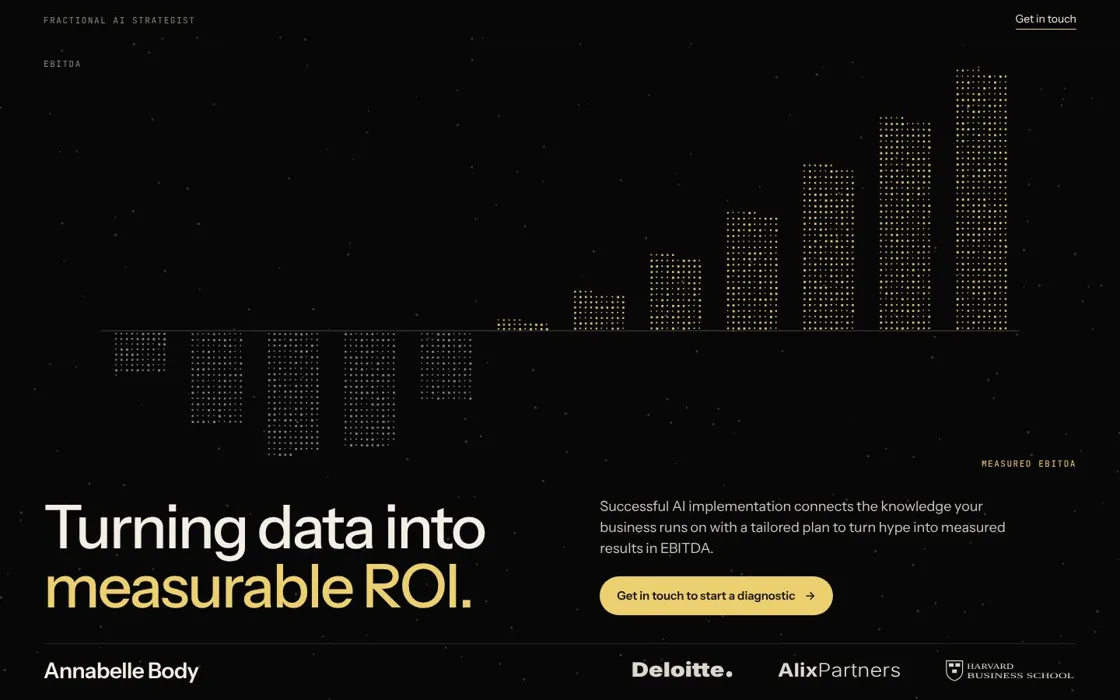 FRACTIONAL AI STRATEGIST
Get in touch
EBITDA
MEASURED EBITDA
Turning data into
measurable ROI.
Successful AI implementation connects the knowledge your
business runs on with a tailored plan to turn hype into measured
results in EBITDA.
Get in touch to start a diagnostic →
Annabelle Body
Deloitte.
AlixPartners
HARVARD
BUSINESS SCHOOL